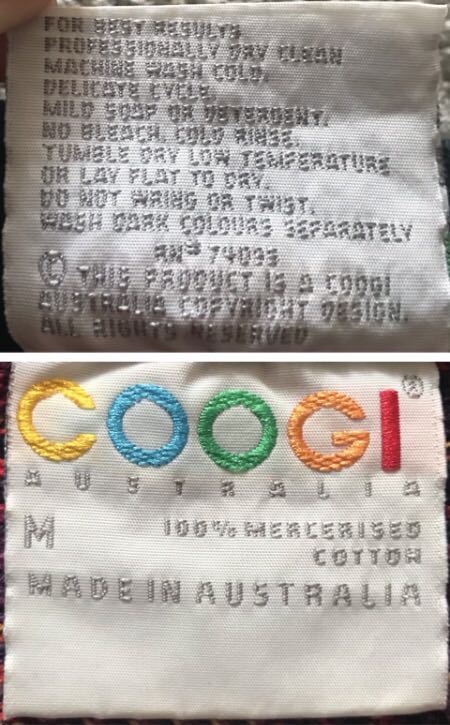 FOR BEST RESULTS
PROFESSIONALLY DRY CLEAN
MACHINE WASH COLD.
DELICATE CYCLE.
MILD SOAP OR DETERGENT.
NO BLEACH. COLD RINSE.
TUMBLE DRY LOW TEMPERATURE
OR LAY FLAT TO DRY.
DO NOT WRING OR TWIST.
WASH DARK COLOURS SEPARATELY
RN# 74095
© THIS PRODUCT IS A COOGI
AUSTRALIA COPYRIGHT DESIGN.
ALL RIGHTS RESERVED
COOGI®
AUSTRALIA
M 100% MERCERISED
COTTON
MADE IN AUSTRALIA